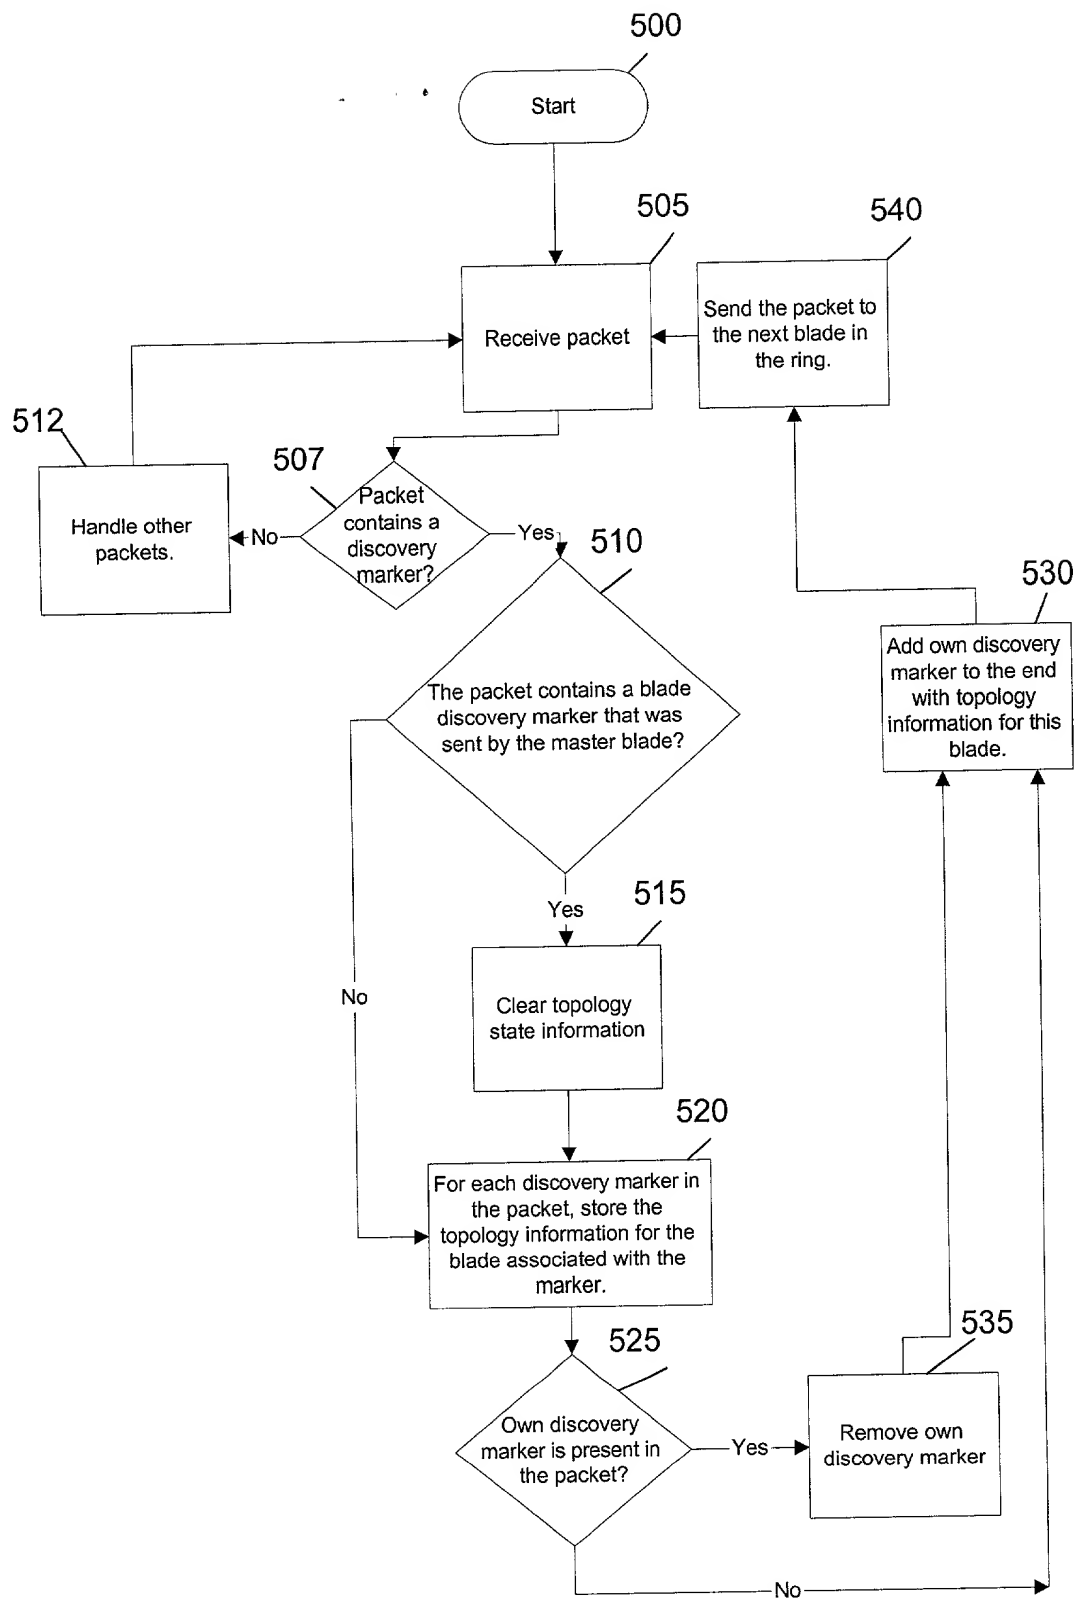 500
Start
505
540
Receive packet
Send the packet to
the next blade in
the ring.
512
507
Handle other
packets.
No
Packet
contains a
discovery
marker?
Yes
510
530
The packet contains a blade
discovery marker that was
sent by the master blade?
Add own discovery
marker to the end
with topology
information for this
blade.
Yes
515
No
Clear topology
state information
520
For each discovery marker in
the packet, store the
topology information for the
blade associated with the
marker.
525
535
Own discovery
marker is present in
the packet?
Yes
Remove own
discovery marker
No